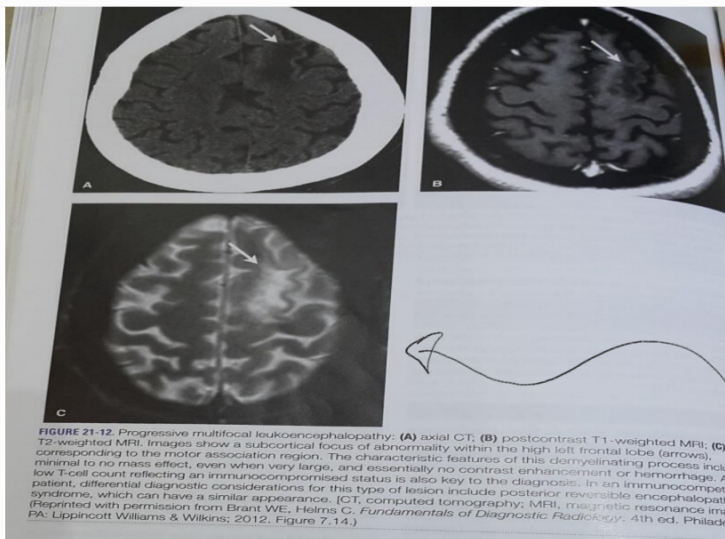 A
B
C
FIGURE 21-12. Progressive multifocal leukoencephalopathy: (A) axial CT; (B) postcontrast T1-weighted MRI; (C)
T2-weighted MRI. Images show a subcortical focus of abnormality within the high left frontal lobe (arrows),
corresponding to the motor association region. The characteristic features of this demyelinating process inclu
minimal to no mass effect, even when very large, and essentially no contrast enhancement or hemorrhage. A
low T-cell count reflecting an immunocompromised status is also key to the diagnosis. In an immunocompet
patient, differential diagnostic considerations for this type of lesion include posterior reversible encephalopath
syndrome, which can have a similar appearance. [CT, computed tomography; MRI, magnetic resonance ima
(Reprinted with permission from Brant WE, Helms C. Fundamentals of Diagnostic Radiology. 4th ed. Philade
PA: Lippincott Williams & Wilkins; 2012. Figure 7.14.)